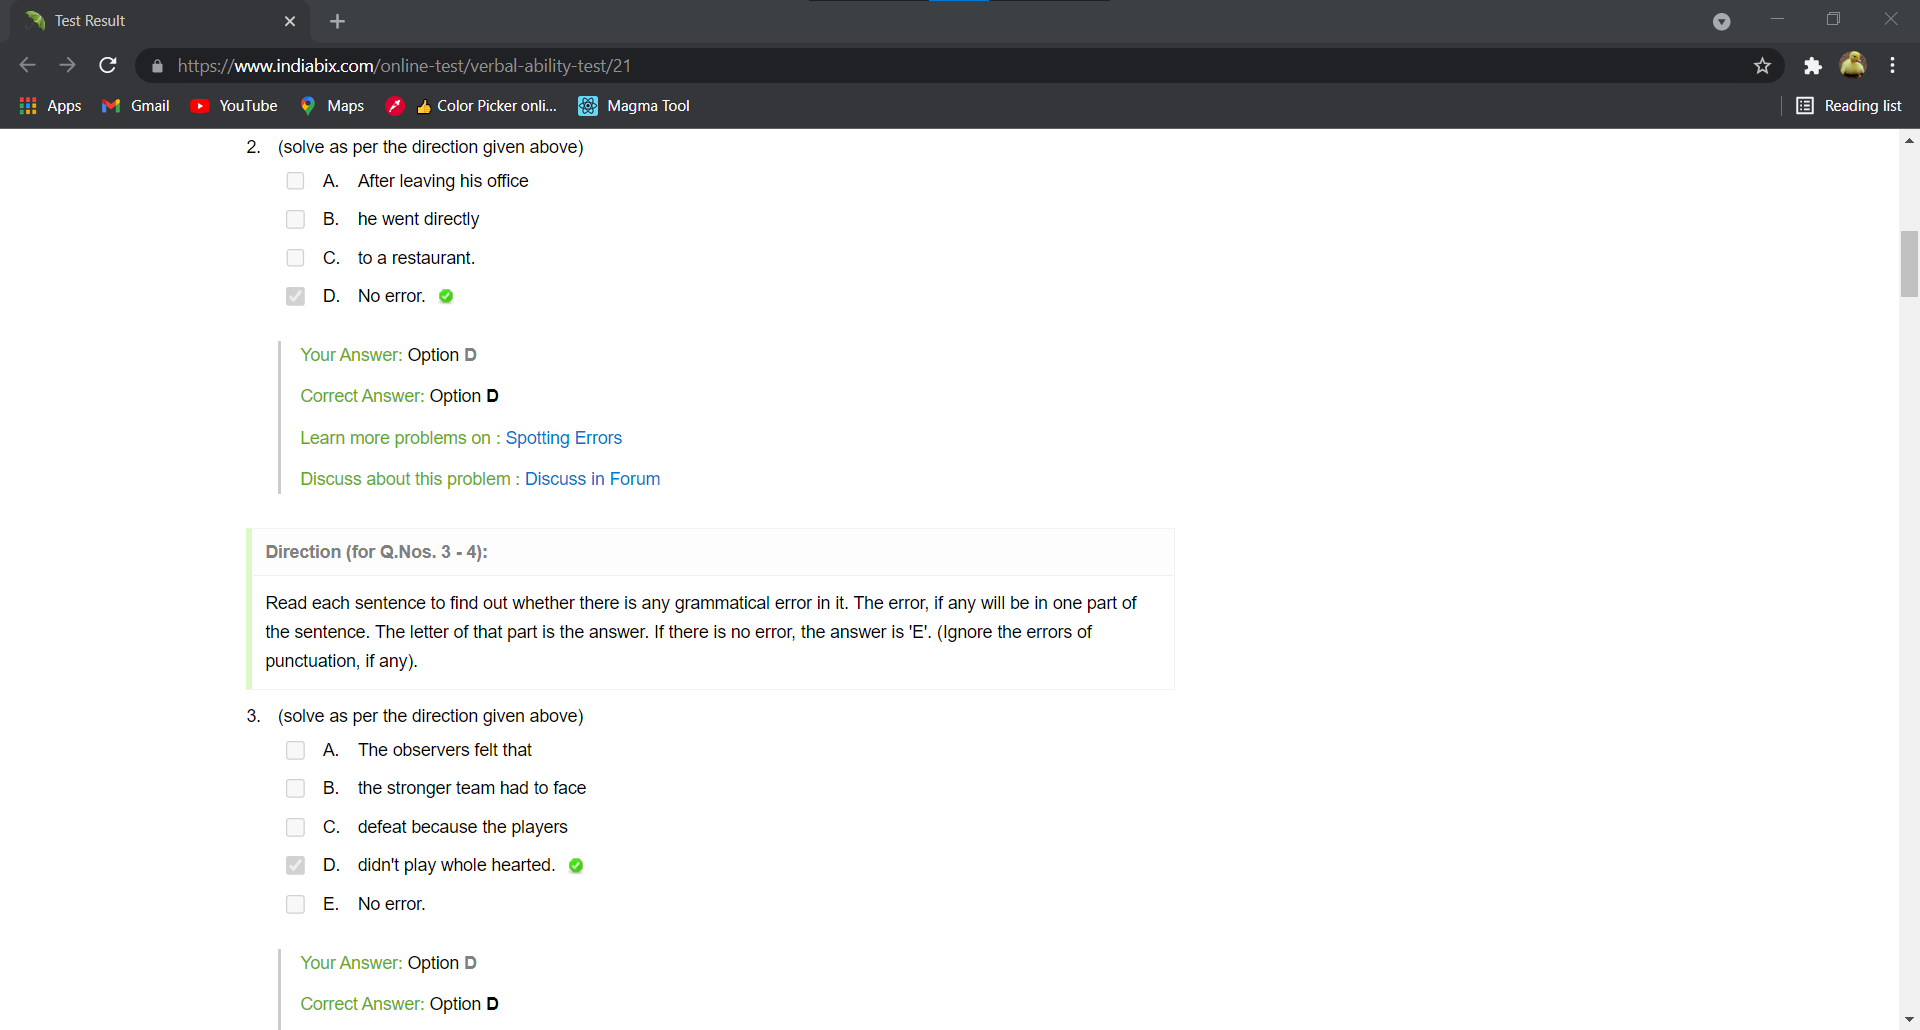 Test Result
https://www.indiabix.com/online-test/verbal-ability-test/21
Apps Gmail YouTube Maps 👍 Color Picker onli... Magma Tool Reading list
2. (solve as per the direction given above)
A. After leaving his office
B. he went directly
C. to a restaurant.
D. No error.
Your Answer: Option D
Correct Answer: Option D
Learn more problems on : Spotting Errors
Discuss about this problem : Discuss in Forum
Direction (for Q.Nos. 3 - 4):
Read each sentence to find out whether there is any grammatical error in it. The error, if any will be in one part of
the sentence. The letter of that part is the answer. If there is no error, the answer is 'E'. (Ignore the errors of
punctuation, if any).
3. (solve as per the direction given above)
A. The observers felt that
B. the stronger team had to face
C. defeat because the players
D. didn't play whole hearted.
E. No error.
Your Answer: Option D
Correct Answer: Option D